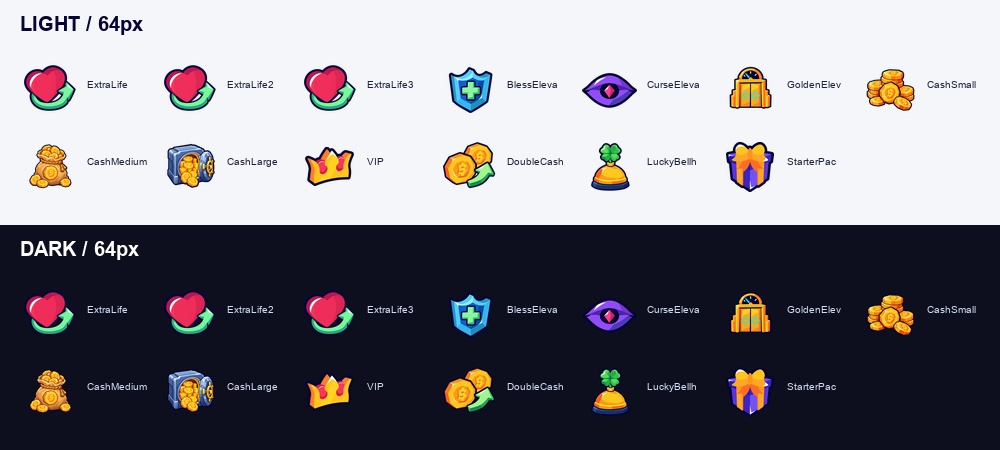 LIGHT / 64px
ExtraLife ExtraLife2 ExtraLife3 BlessEleva CurseEleva GoldenElev CashSmall
CashMedium CashLarge VIP DoubleCash LuckyBellh StarterPac
DARK / 64px
ExtraLife ExtraLife2 ExtraLife3 BlessEleva CurseEleva GoldenElev CashSmall
CashMedium CashLarge VIP DoubleCash LuckyBellh StarterPac